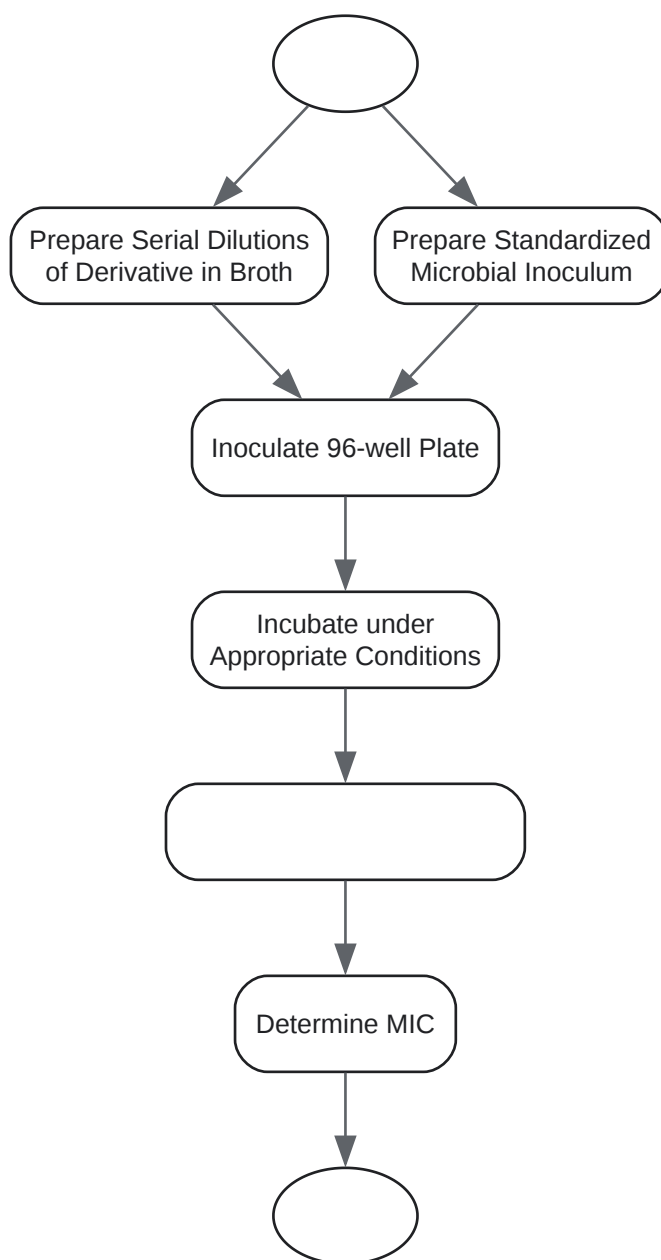 Prepare Serial Dilutions
of Derivative in Broth
Prepare Standardized
Microbial Inoculum
Inoculate 96-well Plate
Incubate under
Appropriate Conditions
Determine MIC